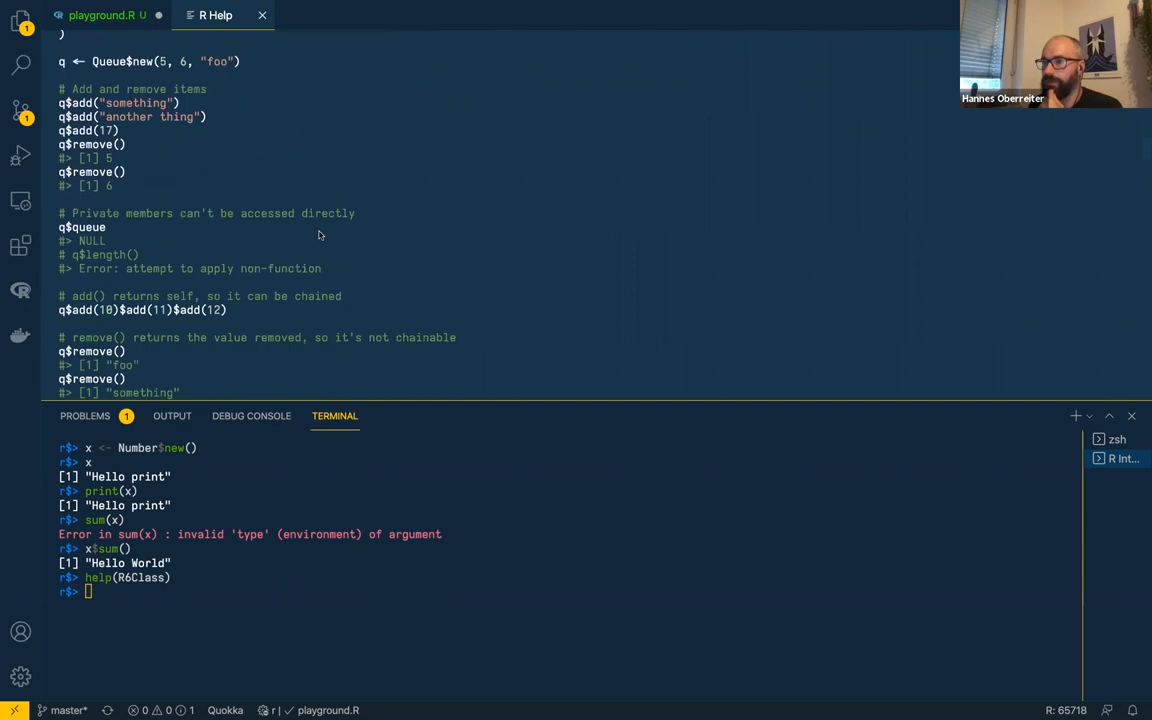 playground.R U
R Help
)
q <- Queue$new(5, 6, "foo")
# Add and remove items
q$add("something")
q$add("another thing")
q$add(17)
q$remove()
#> [1] 5
q$remove()
#> [1] 6
# Private members can't be accessed directly
q$queue
#> NULL
# q$length()
#> Error: attempt to apply non-function
# add() returns self, so it can be chained
q$add(10)$add(11)$add(12)
# remove() returns the value removed, so it's not chainable
q$remove()
#> [1] "foo"
q$remove()
#> [1] "something"
Hannes Oberreiter
1
1
PROBLEMS 1 OUTPUT DEBUG CONSOLE TERMINAL
r$> x <- Number$new()
r$> x
[1] "Hello print"
r$> print(x)
[1] "Hello print"
r$> sum(x)
Error in sum(x) : invalid 'type' (environment) of argument
r$> x$sum()
[1] "Hello World"
r$> help(R6Class)
r$>
zsh
R Int...
master* 0 0 1 Quokka r | playground.R R: 65718